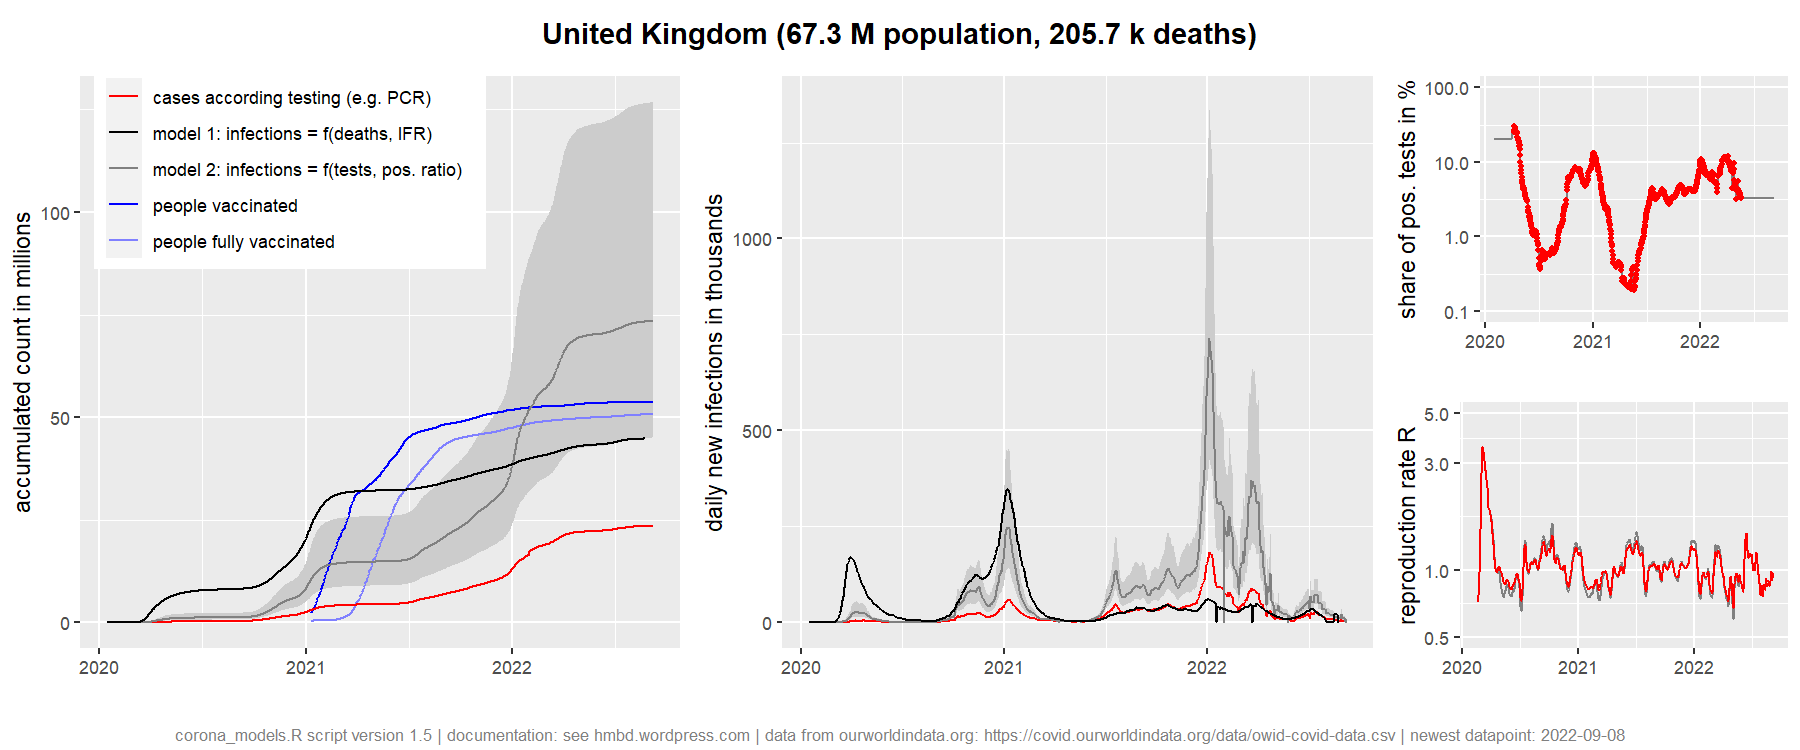 United Kingdom (67.3 M population, 205.7 k deaths)
cases according testing (e.g. PCR)
model 1: infections = f(deaths, IFR)
model 2: infections = f(tests, pos. ratio)
people vaccinated
people fully vaccinated
accumulated count in millions
100
50
0
2020
2021
2022
daily new infections in thousands
1000
500
0
2020
2021
2022
share of pos. tests in %
100.0
10.0
1.0
0.1
2020
2021
2022
reproduction rate R
5.0
3.0
1.0
0.5
2020
2021
2022
corona_models.R script version 1.5 | documentation: see hmbd.wordpress.com | data from ourworldindata.org: https://covid.ourworldindata.org/data/owid-covid-data.csv | newest datapoint: 2022-09-08